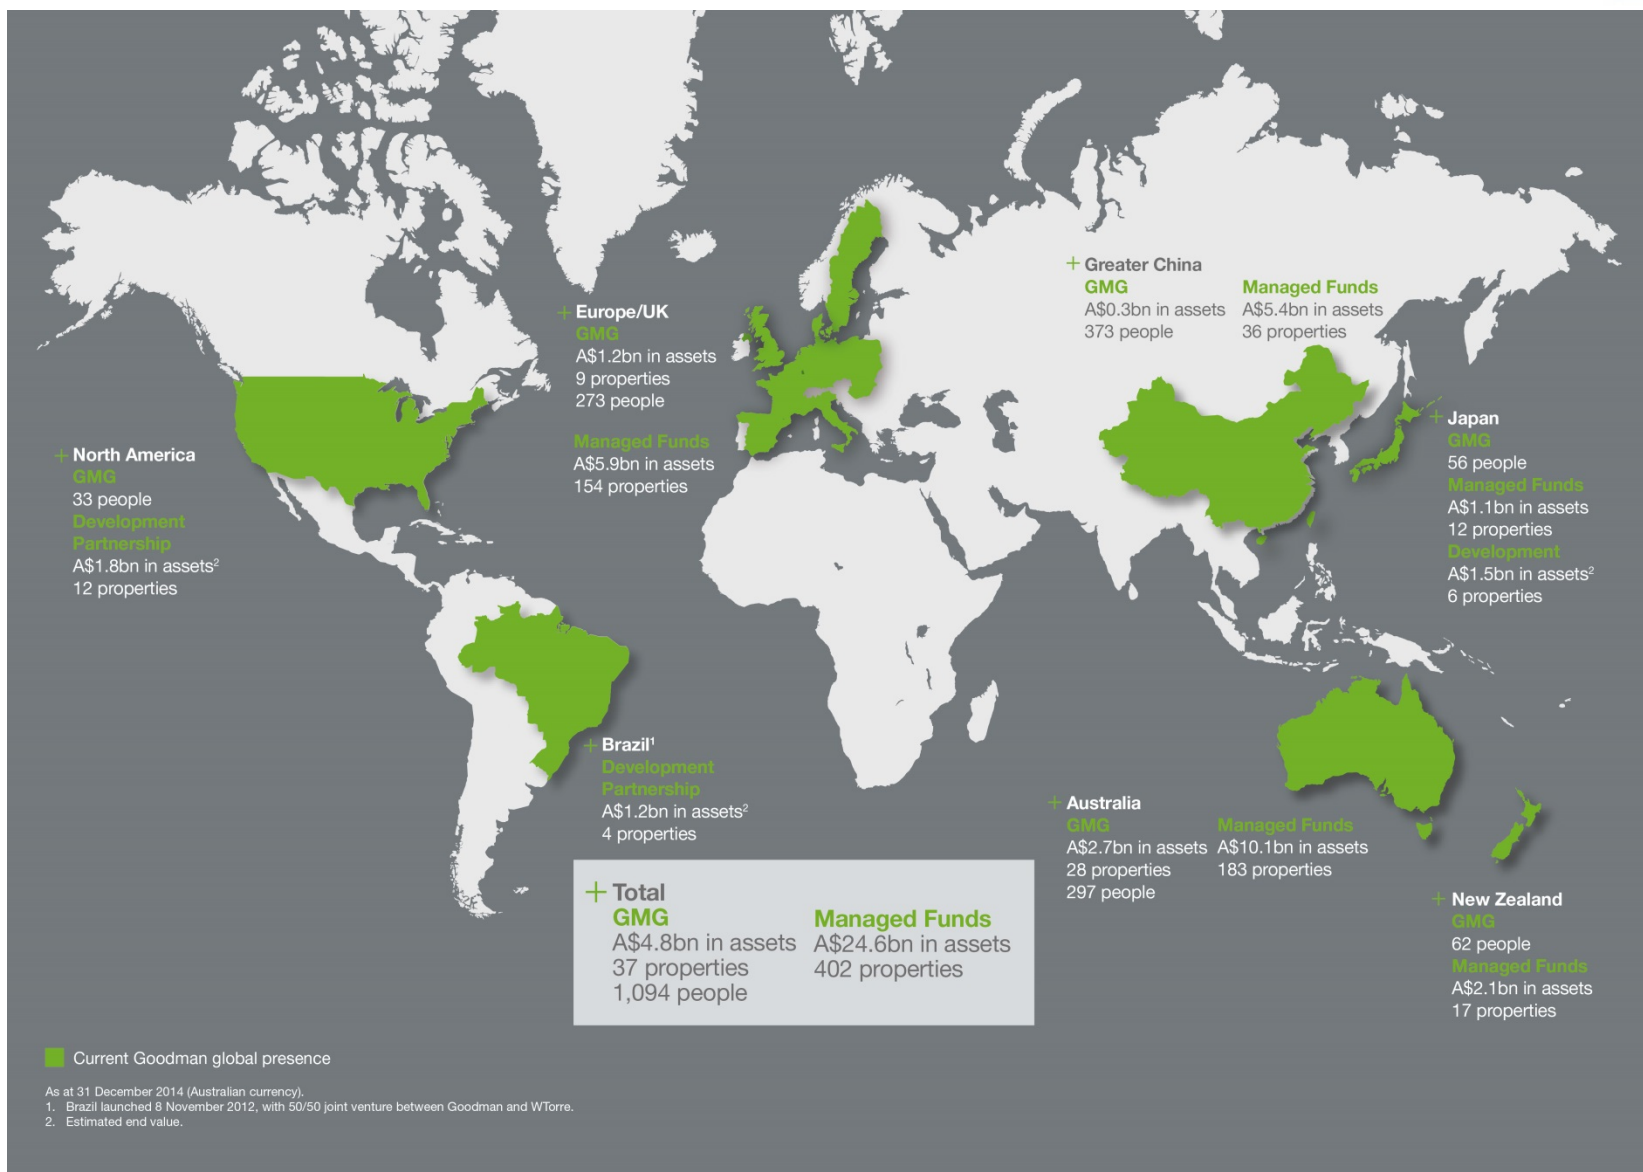 + Greater China
GMG
A$0.3bn in assets
373 people
Managed Funds
A$5.4bn in assets
36 properties
+ Europe/UK
GMG
A$1.2bn in assets
9 properties
273 people
Managed Funds
A$5.9bn in assets
154 properties
+ Japan
GMG
56 people
Managed Funds
A$1.1bn in assets
12 properties
Development
A$1.5bn in assets²
6 properties
+ North America
GMG
33 people
Development
Partnership
A$1.8bn in assets²
12 properties
+ Brazil¹
Development
Partnership
A$1.2bn in assets²
4 properties
+ Australia
GMG
A$2.7bn in assets
28 properties
297 people
Managed Funds
A$10.1bn in assets
183 properties
+ Total
GMG
A$4.8bn in assets
37 properties
1,094 people
Managed Funds
A$24.6bn in assets
402 properties
+ New Zealand
GMG
62 people
Managed Funds
A$2.1bn in assets
17 properties
Current Goodman global presence
As at 31 December 2014 (Australian currency).
1. Brazil launched 8 November 2012, with 50/50 joint venture between Goodman and WTorre.
2. Estimated end value.